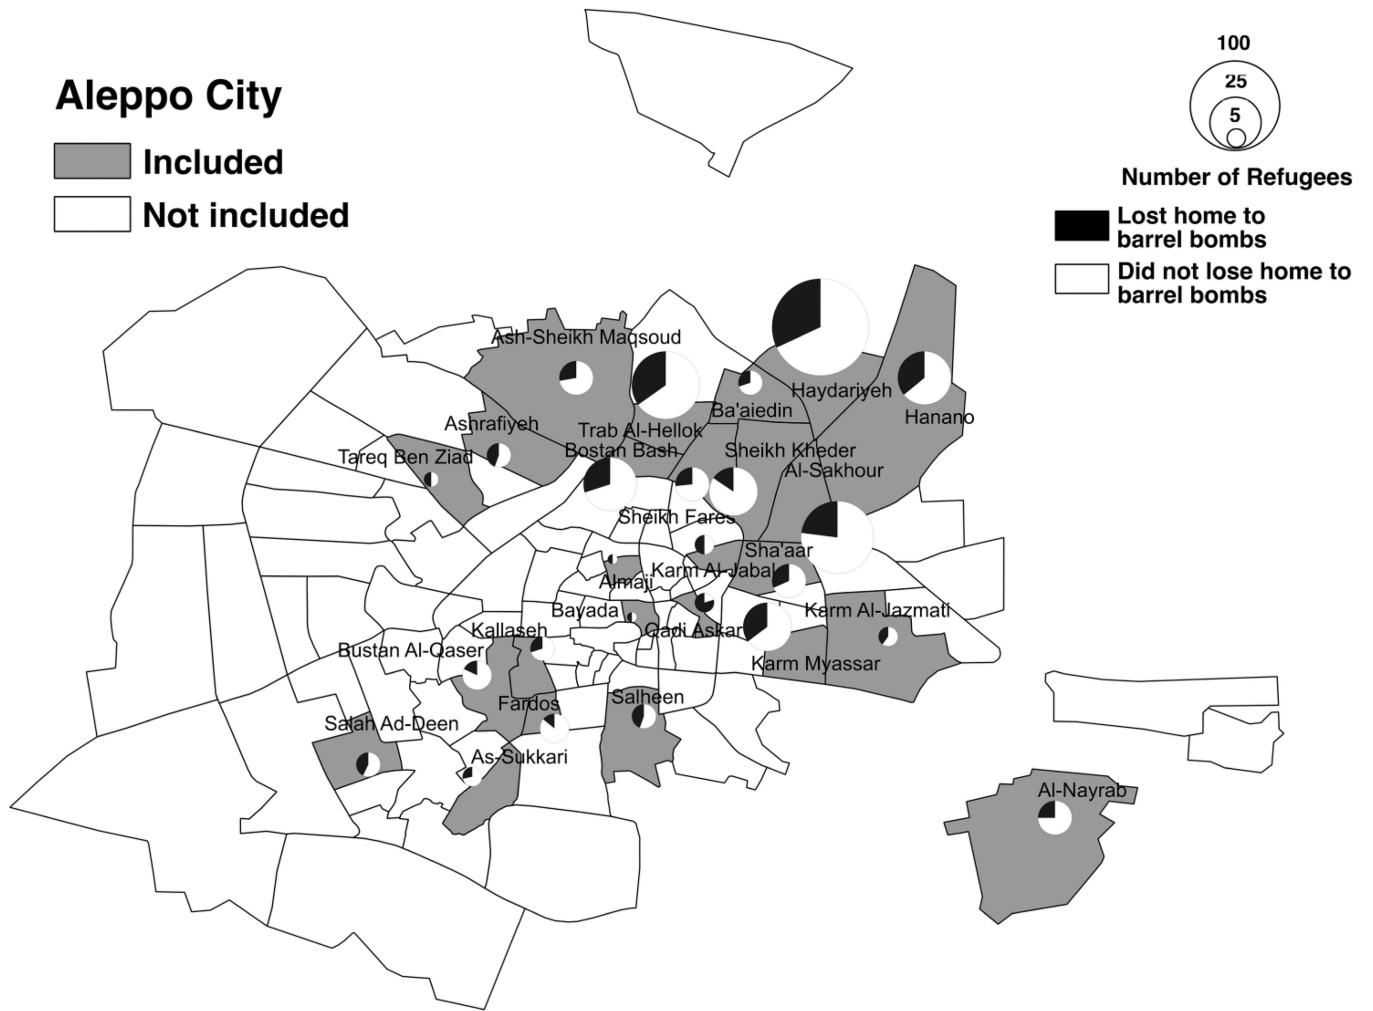 Aleppo City
Included
Not included
100
25
5
Number of Refugees
Lost home to
barrel bombs
Did not lose home to
barrel bombs
Ash-Sheikh Maqsoud
Haydariyeh
Hanano
Ba'aiedin
Ashrafiyeh
Trab Al-Hellok
Bostan Bash
Sheikh Kheder
Tareq Ben Ziad
Al-Sakhour
Sheikh Fares
Sha'aar
Karm Al-Jabal
Almaji
Bayada
Karm Al-Jazmati
Kallaseh
Qadi Askar
Bustan Al-Qaser
Karm Myassar
Salheen
Fardos
Salah Ad-Deen
As-Sukkari
Al-Nayrab